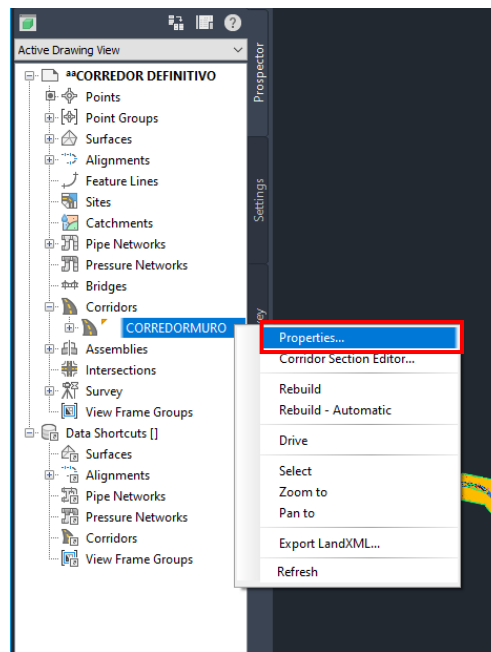 Active Drawing View
ᵃᵃCORREDOR DEFINITIVO
Points
Point Groups
Surfaces
Alignments
Feature Lines
Sites
Catchments
Pipe Networks
Pressure Networks
Bridges
Corridors
CORREDORMURO
Assemblies
Intersections
Survey
View Frame Groups
Data Shortcuts []
Surfaces
Alignments
Pipe Networks
Pressure Networks
Corridors
View Frame Groups
Prospector
Settings
vey
Properties...
Corridor Section Editor...
Rebuild
Rebuild - Automatic
Drive
Select
Zoom to
Pan to
Export LandXML...
Refresh